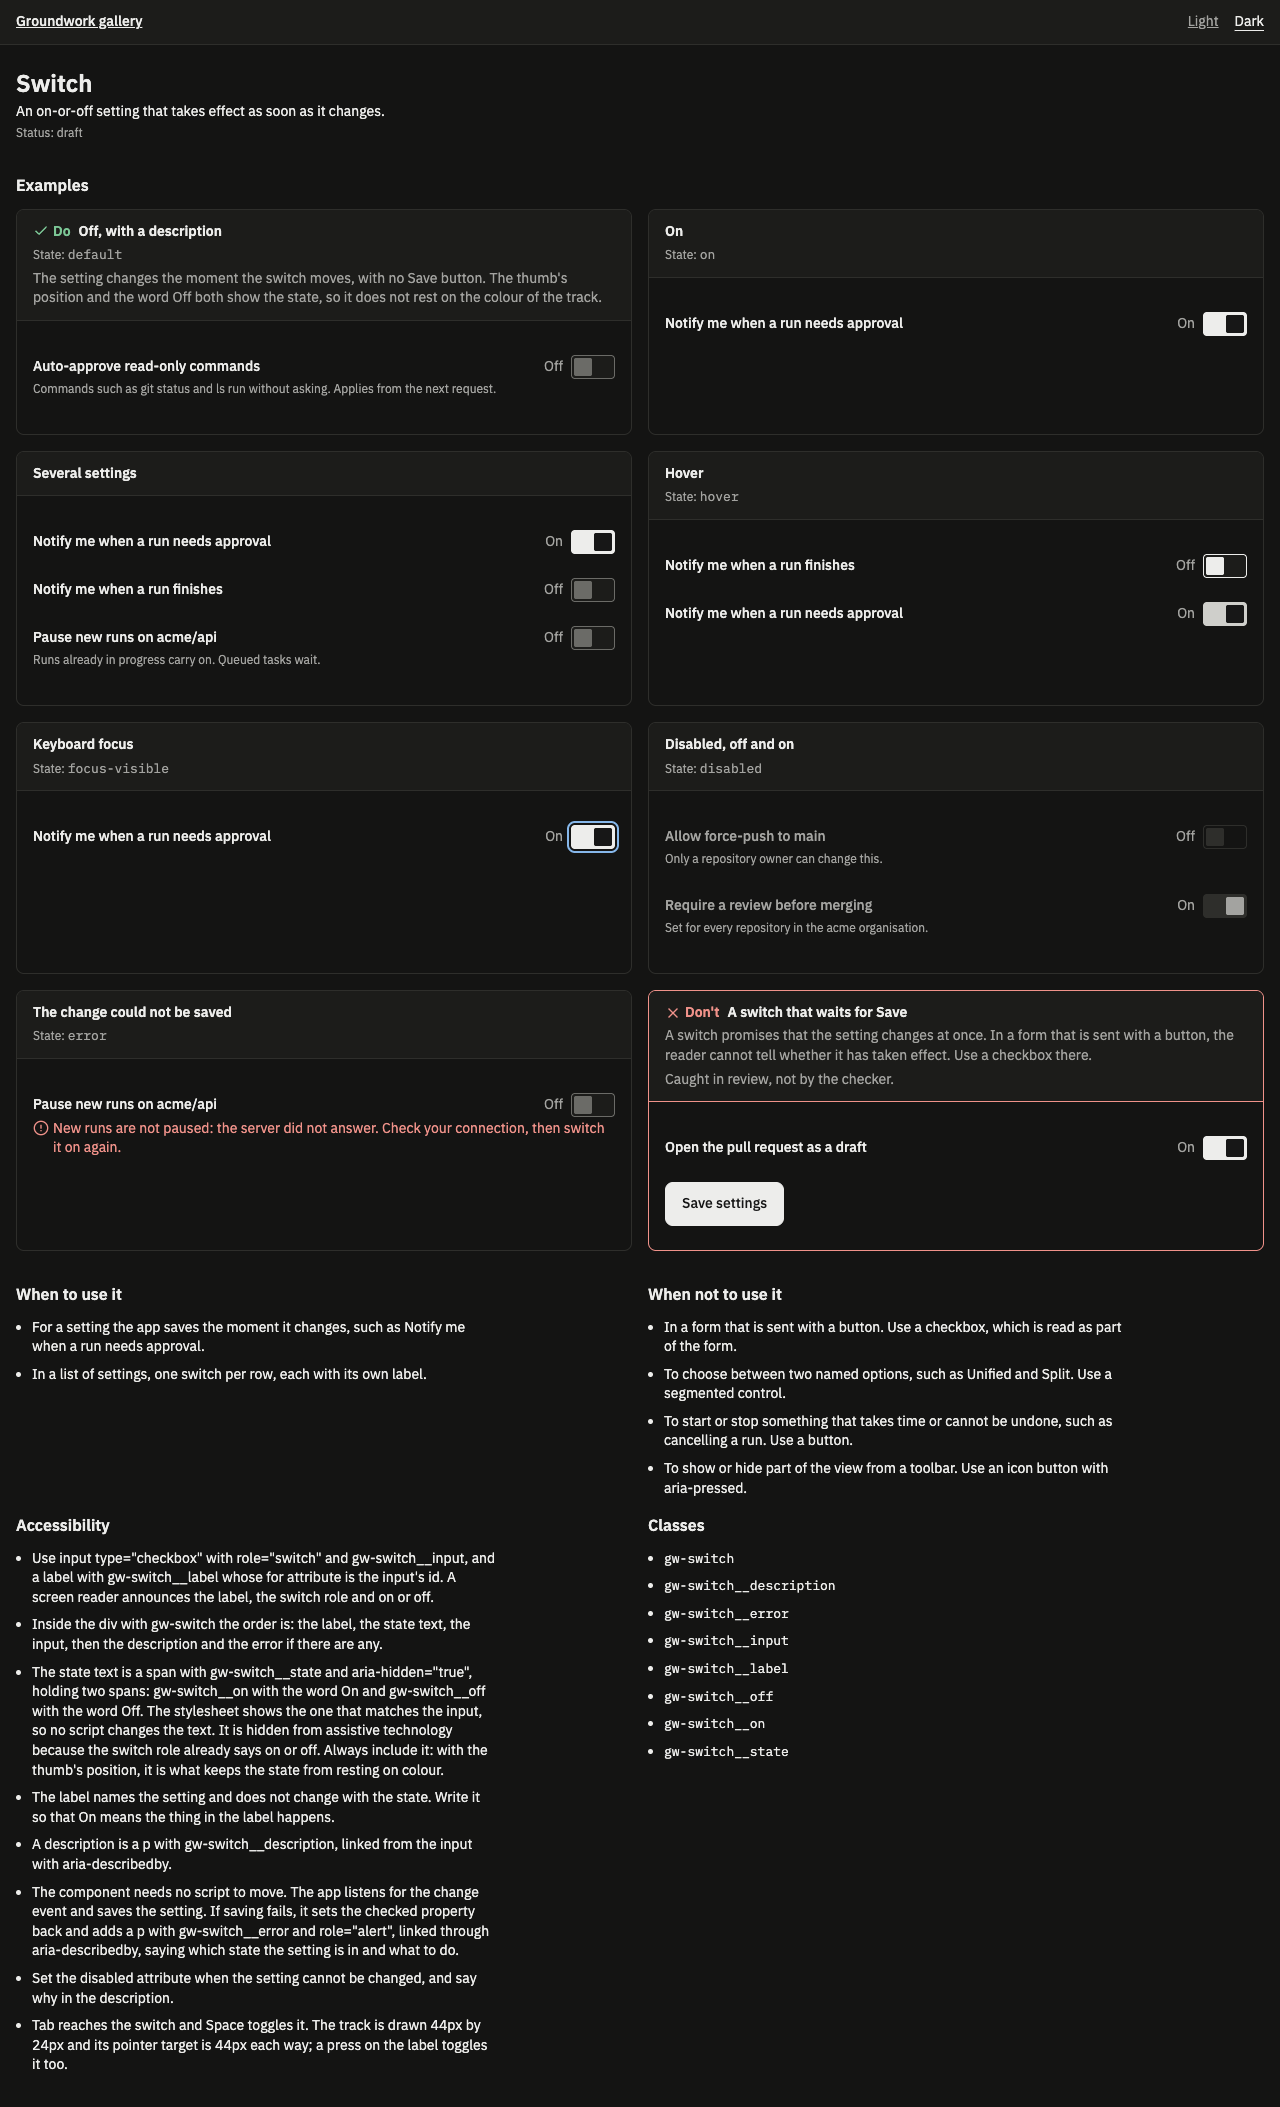 Groundwork gallery
Light
Dark
Switch
An on-or-off setting that takes effect as soon as it changes.
Status: draft
Examples
Do Off, with a description
State: default
The setting changes the moment the switch moves, with no Save button. The thumb's
position and the word Off both show the state, so it does not rest on the colour of the track.
Auto-approve read-only commands
Off
Commands such as git status and ls run without asking. Applies from the next request.
On
State: on
Notify me when a run needs approval
On
Several settings
Notify me when a run needs approval
On
Notify me when a run finishes
Off
Pause new runs on acme/api
Off
Runs already in progress carry on. Queued tasks wait.
Hover
State: hover
Notify me when a run finishes
Off
Notify me when a run needs approval
On
Keyboard focus
State: focus-visible
Notify me when a run needs approval
On
Disabled, off and on
State: disabled
Allow force-push to main
Off
Only a repository owner can change this.
Require a review before merging
On
Set for every repository in the acme organisation.
The change could not be saved
State: error
Pause new runs on acme/api
Off
New runs are not paused: the server did not answer. Check your connection, then switch
it on again.
Don't A switch that waits for Save
A switch promises that the setting changes at once. In a form that is sent with a button, the
reader cannot tell whether it has taken effect. Use a checkbox there.
Caught in review, not by the checker.
Open the pull request as a draft
On
Save settings
When to use it
• For a setting the app saves the moment it changes, such as Notify me
when a run needs approval.
• In a list of settings, one switch per row, each with its own label.
When not to use it
• In a form that is sent with a button. Use a checkbox, which is read as part
of the form.
• To choose between two named options, such as Unified and Split. Use a
segmented control.
• To start or stop something that takes time or cannot be undone, such as
cancelling a run. Use a button.
• To show or hide part of the view from a toolbar. Use an icon button with
aria-pressed.
Accessibility
• Use input type="checkbox" with role="switch" and gw-switch__input, and
a label with gw-switch__label whose for attribute is the input's id. A
screen reader announces the label, the switch role and on or off.
• Inside the div with gw-switch the order is: the label, the state text, the
input, then the description and the error if there are any.
• The state text is a span with gw-switch__state and aria-hidden="true",
holding two spans: gw-switch__on with the word On and gw-switch__off
with the word Off. The stylesheet shows the one that matches the input,
so no script changes the text. It is hidden from assistive technology
because the switch role already says on or off. Always include it: with the
thumb's position, it is what keeps the state from resting on colour.
• The label names the setting and does not change with the state. Write it
so that On means the thing in the label happens.
• A description is a p with gw-switch__description, linked from the input
with aria-describedby.
• The component needs no script to move. The app listens for the change
event and saves the setting. If saving fails, it sets the checked property
back and adds a p with gw-switch__error and role="alert", linked through
aria-describedby, saying which state the setting is in and what to do.
• Set the disabled attribute when the setting cannot be changed, and say
why in the description.
• Tab reaches the switch and Space toggles it. The track is drawn 44px by
24px and its pointer target is 44px each way; a press on the label toggles
it too.
Classes
• gw-switch
• gw-switch__description
• gw-switch__error
• gw-switch__input
• gw-switch__label
• gw-switch__off
• gw-switch__on
• gw-switch__state